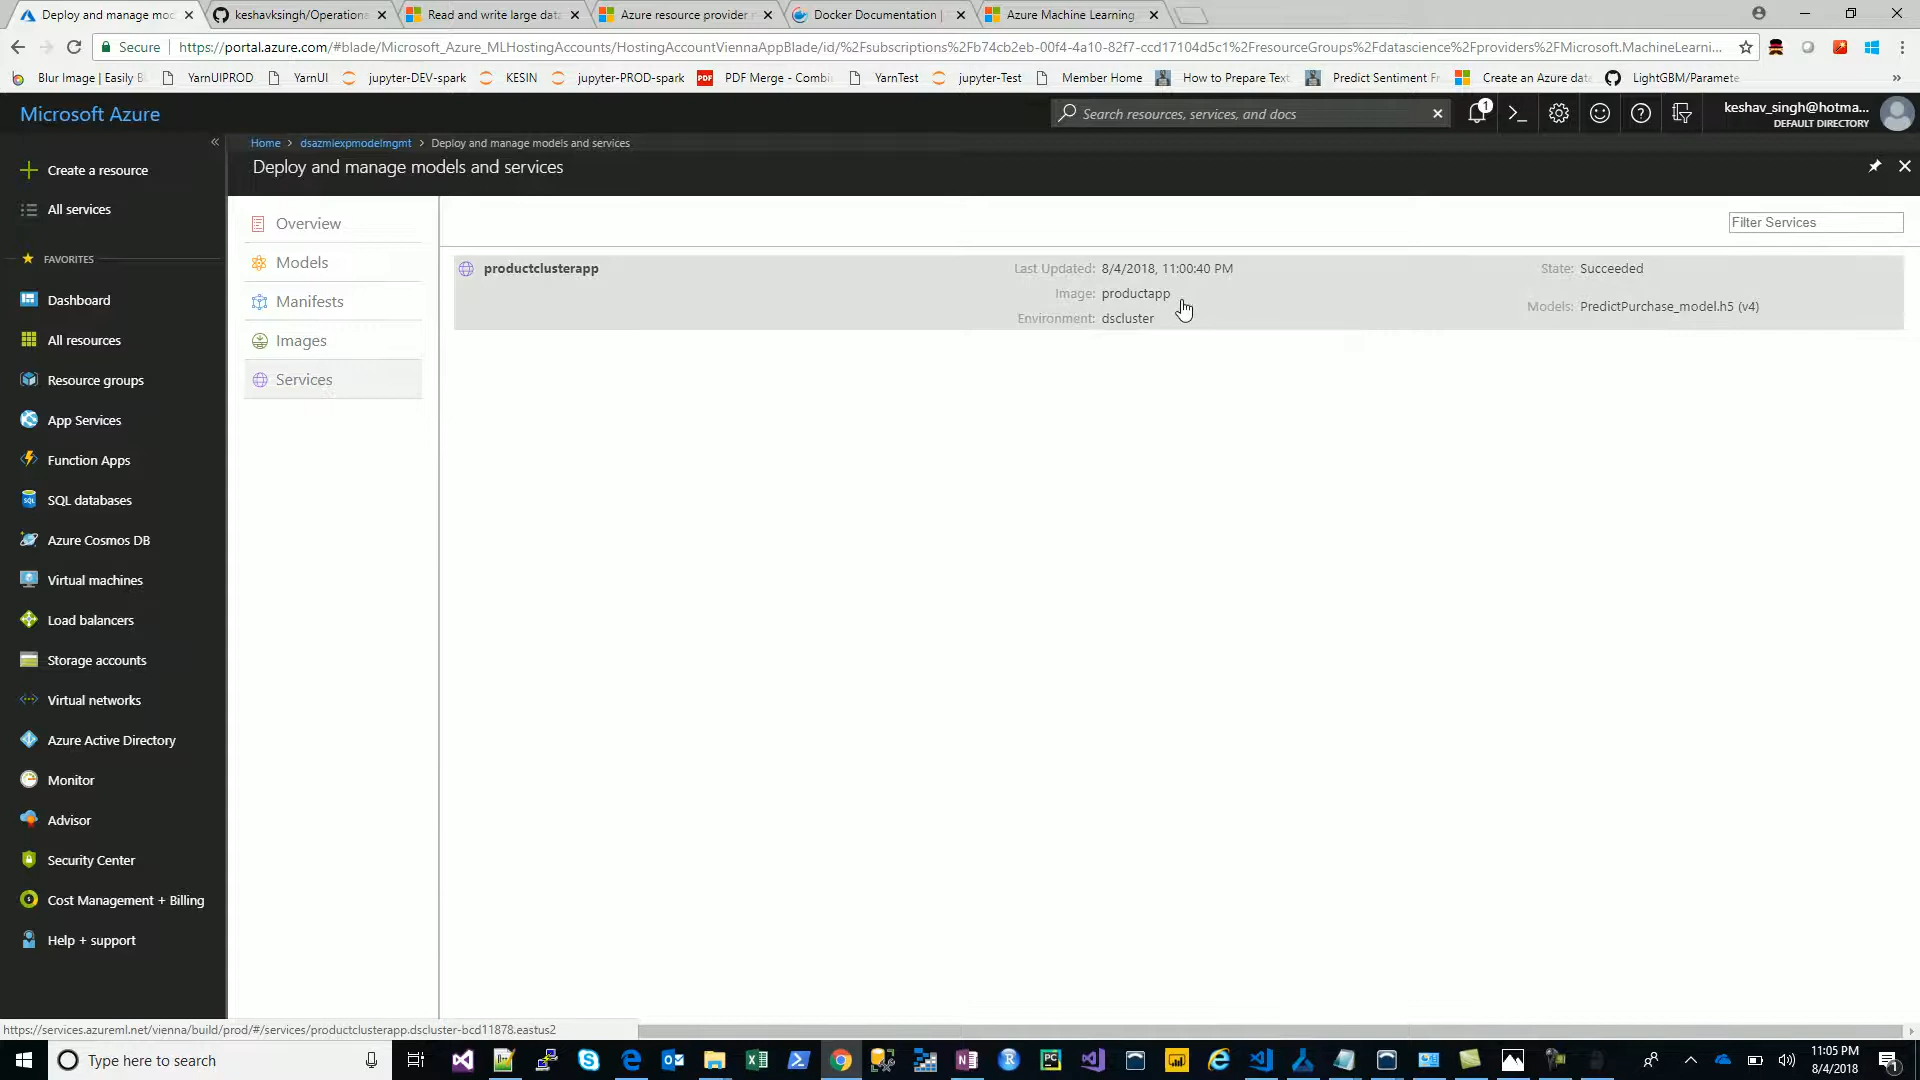 Deploy and manage moc
keshavksingh/Operationa
Read and write large data
Azure resource provider
Docker Documentation |
Azure Machine Learning
Secure
https://portal.azure.com/#blade/Microsoft_Azure_MLHostingAccounts/HostingAccountViennaAppBlade/id/%2Fsubscriptions%2Fb74cb2eb-00f4-4a10-82f7-ccd17104d5c1%2FresourceGroups%2Fdatascience%2Fproviders%2FMicrosoft.MachineLearni...
Blur Image | Easily B
YarnUIPROD
YarnUI
jupyter-DEV-spark
KESIN
jupyter-PROD-spark
PDF
PDF Merge - Combi
YarnTest
jupyter-Test
Member Home
How to Prepare Text
Predict Sentiment Fr
Create an Azure data
LightGBM/Paramete
»
Microsoft Azure
Search resources, services, and docs
1
keshav_singh@hotma...
DEFAULT DIRECTORY
Home > dsazmlexpmodelmgmt > Deploy and manage models and services
Deploy and manage models and services
Create a resource
All services
FAVORITES
Dashboard
All resources
Resource groups
App Services
Function Apps
SQL databases
Azure Cosmos DB
Virtual machines
Load balancers
Storage accounts
Virtual networks
Azure Active Directory
Monitor
Advisor
Security Center
Cost Management + Billing
Help + support
Overview
Models
Manifests
Images
Services
Filter Services
productclusterapp
Last Updated: 8/4/2018, 11:00:40 PM
Image: productapp
Environment: dscluster
State: Succeeded
Models: PredictPurchase_model.h5 (v4)
https://services.azureml.net/vienna/build/prod/#/services/productclusterapp.dscluster-bcd11878.eastus2
Type here to search
11:05 PM
8/4/2018
1